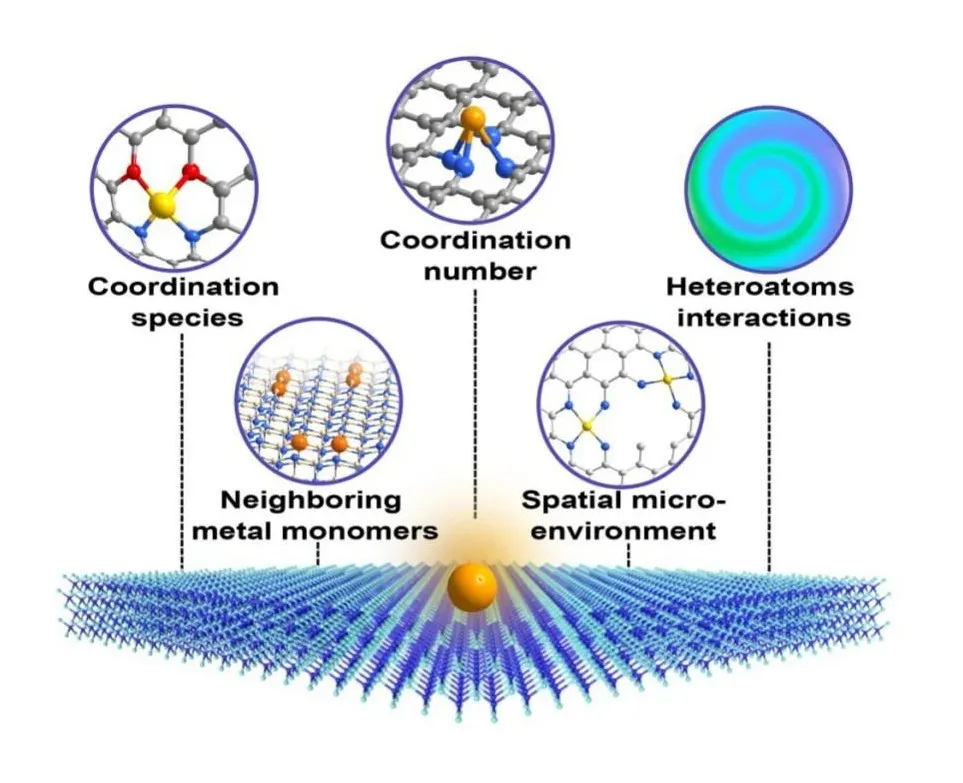 Coordination
number
Coordination
species
Heteroatoms
interactions
Neighboring
metal monomers
Spatial micro-
environment